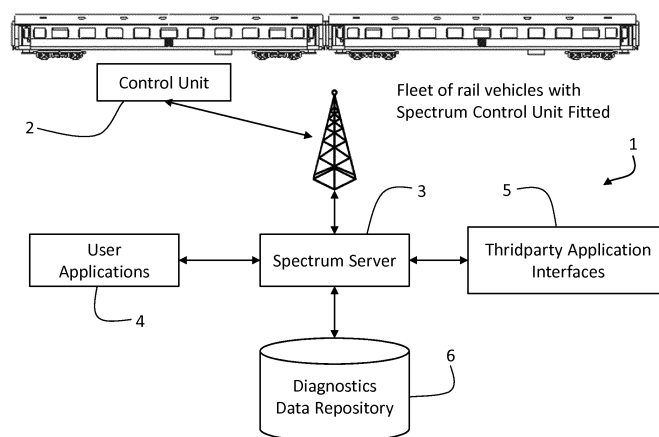 Control Unit
Fleet of rail vehicles with
Spectrum Control Unit Fitted
2
1
3
5
User
Applications
Spectrum Server
Thridparty Application
Interfaces
4
6
Diagnostics
Data Repository